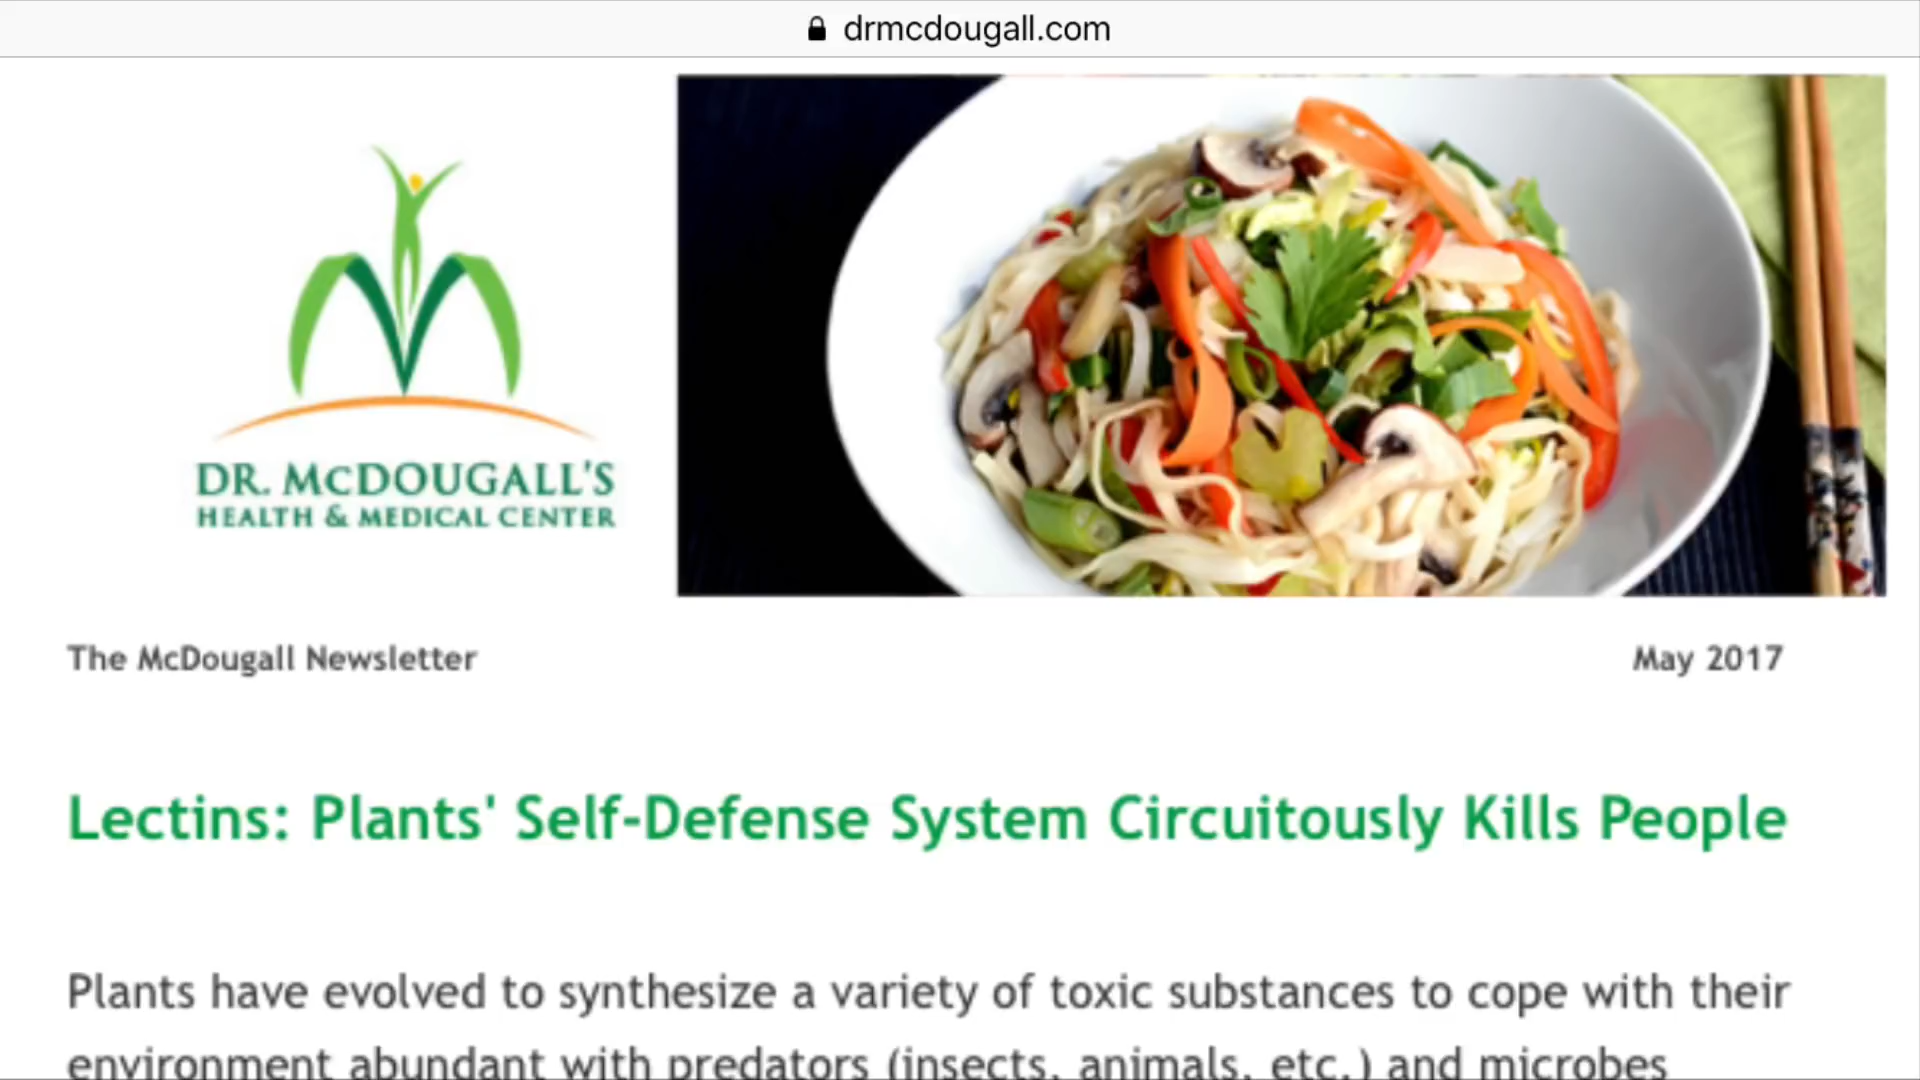 drmcdougall.com
DR. McDOUGALL'S
HEALTH & MEDICAL CENTER
The McDougall Newsletter
May 2017
Lectins: Plants' Self-Defense System Circuitously Kills People
Plants have evolved to synthesize a variety of toxic substances to cope with their
environment abundant with predators (insects, animals, etc.) and microbes